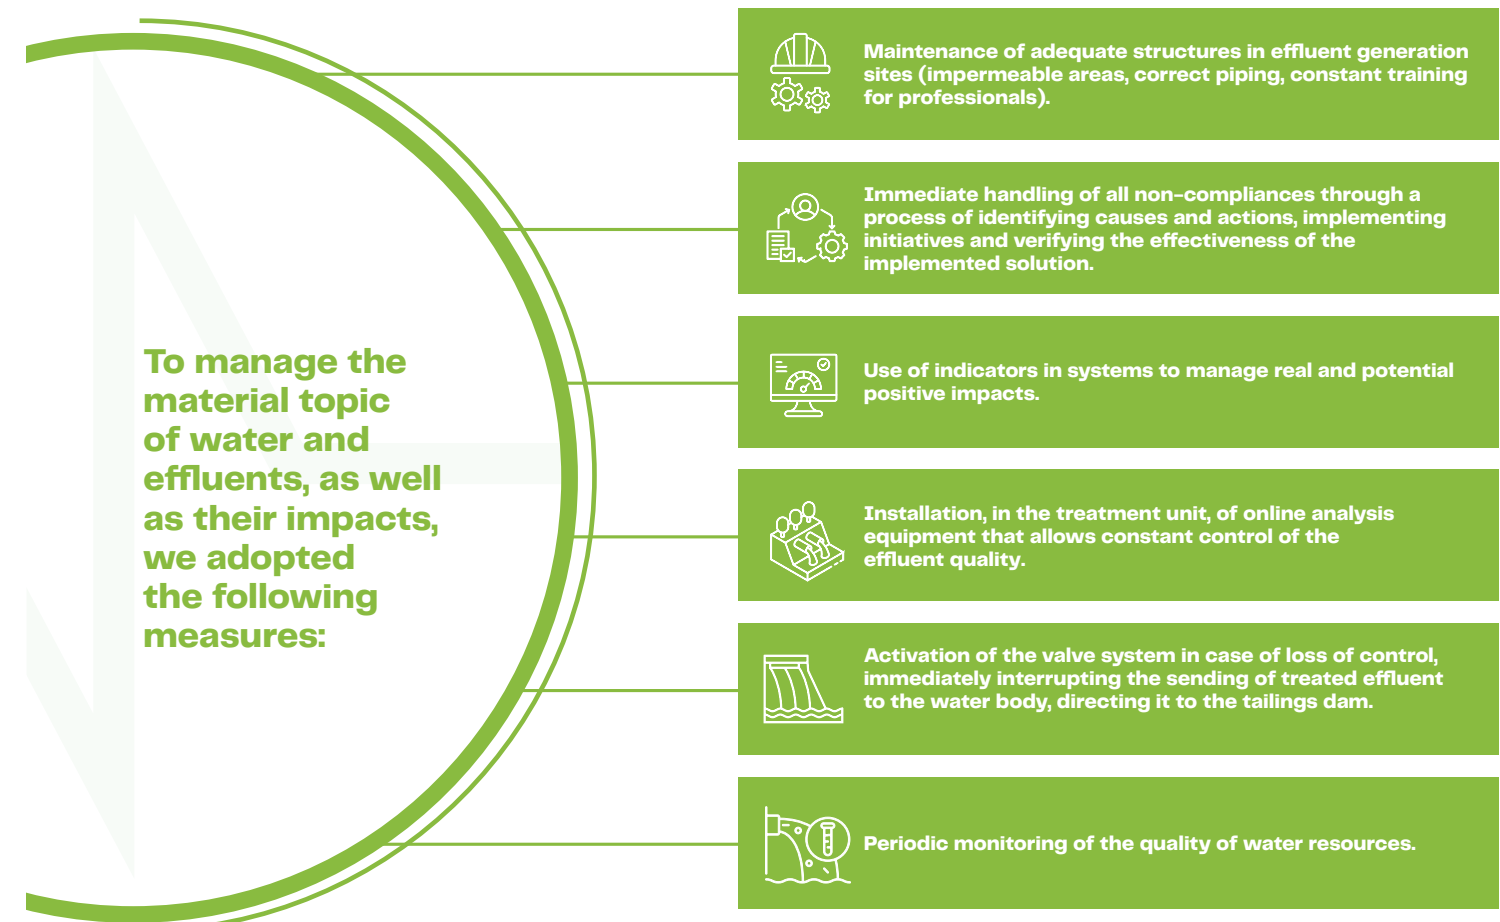 To manage the
material topic
of water and
effluents, as well
as their impacts,
we adopted
the following
measures:
Maintenance of adequate structures in effluent generation
sites (impermeable areas, correct piping, constant training
for professionals).
Immediate handling of all non-compliances through a
process of identifying causes and actions, implementing
initiatives and verifying the effectiveness of the
implemented solution.
Use of indicators in systems to manage real and potential
positive impacts.
Installation, in the treatment unit, of online analysis
equipment that allows constant control of the
effluent quality.
Activation of the valve system in case of loss of control,
immediately interrupting the sending of treated effluent
to the water body, directing it to the tailings dam.
Periodic monitoring of the quality of water resources.